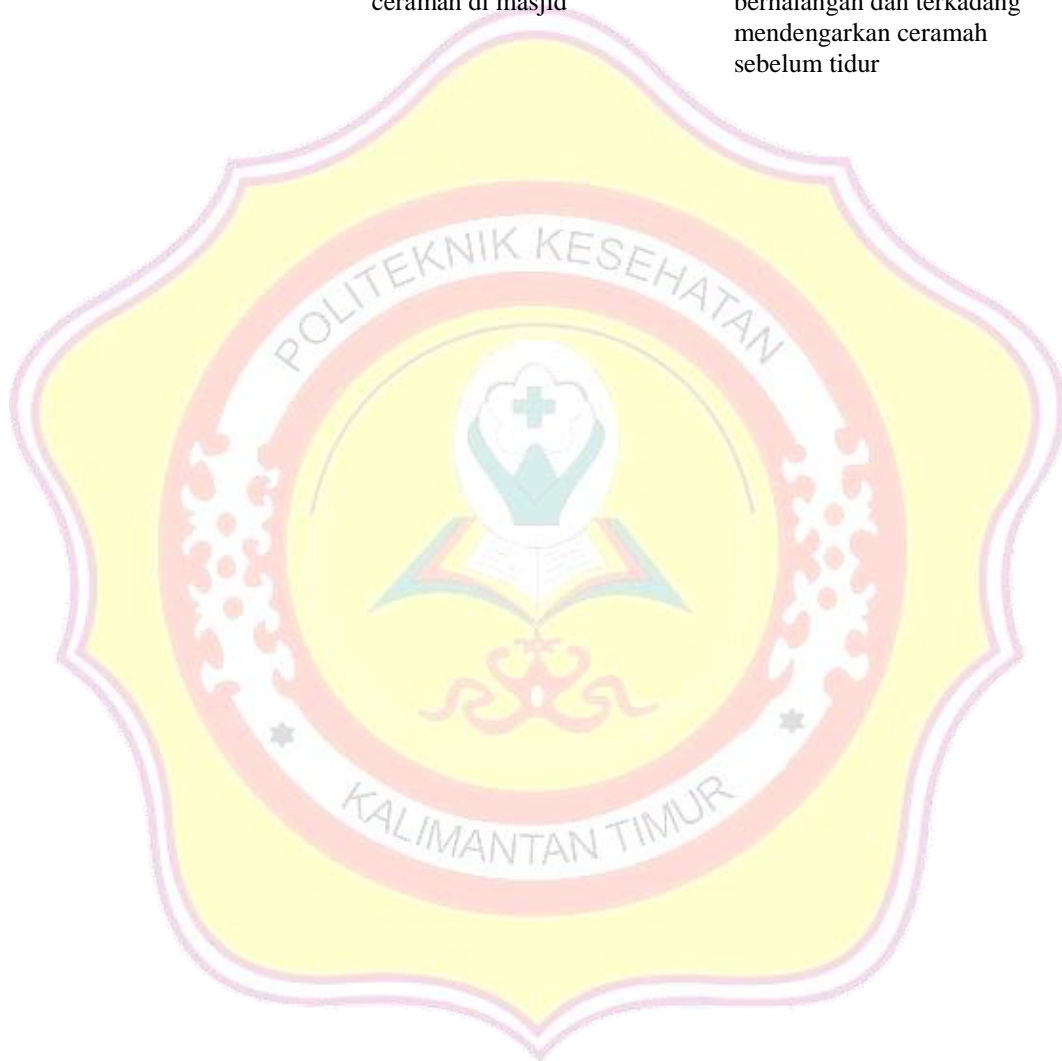 ceramah di masjid
berhalangan dan terkadang
mendengarkan ceramah
sebelum tidur
POLITEKNIK KESEHATAN
KALIMANTAN TIMUR